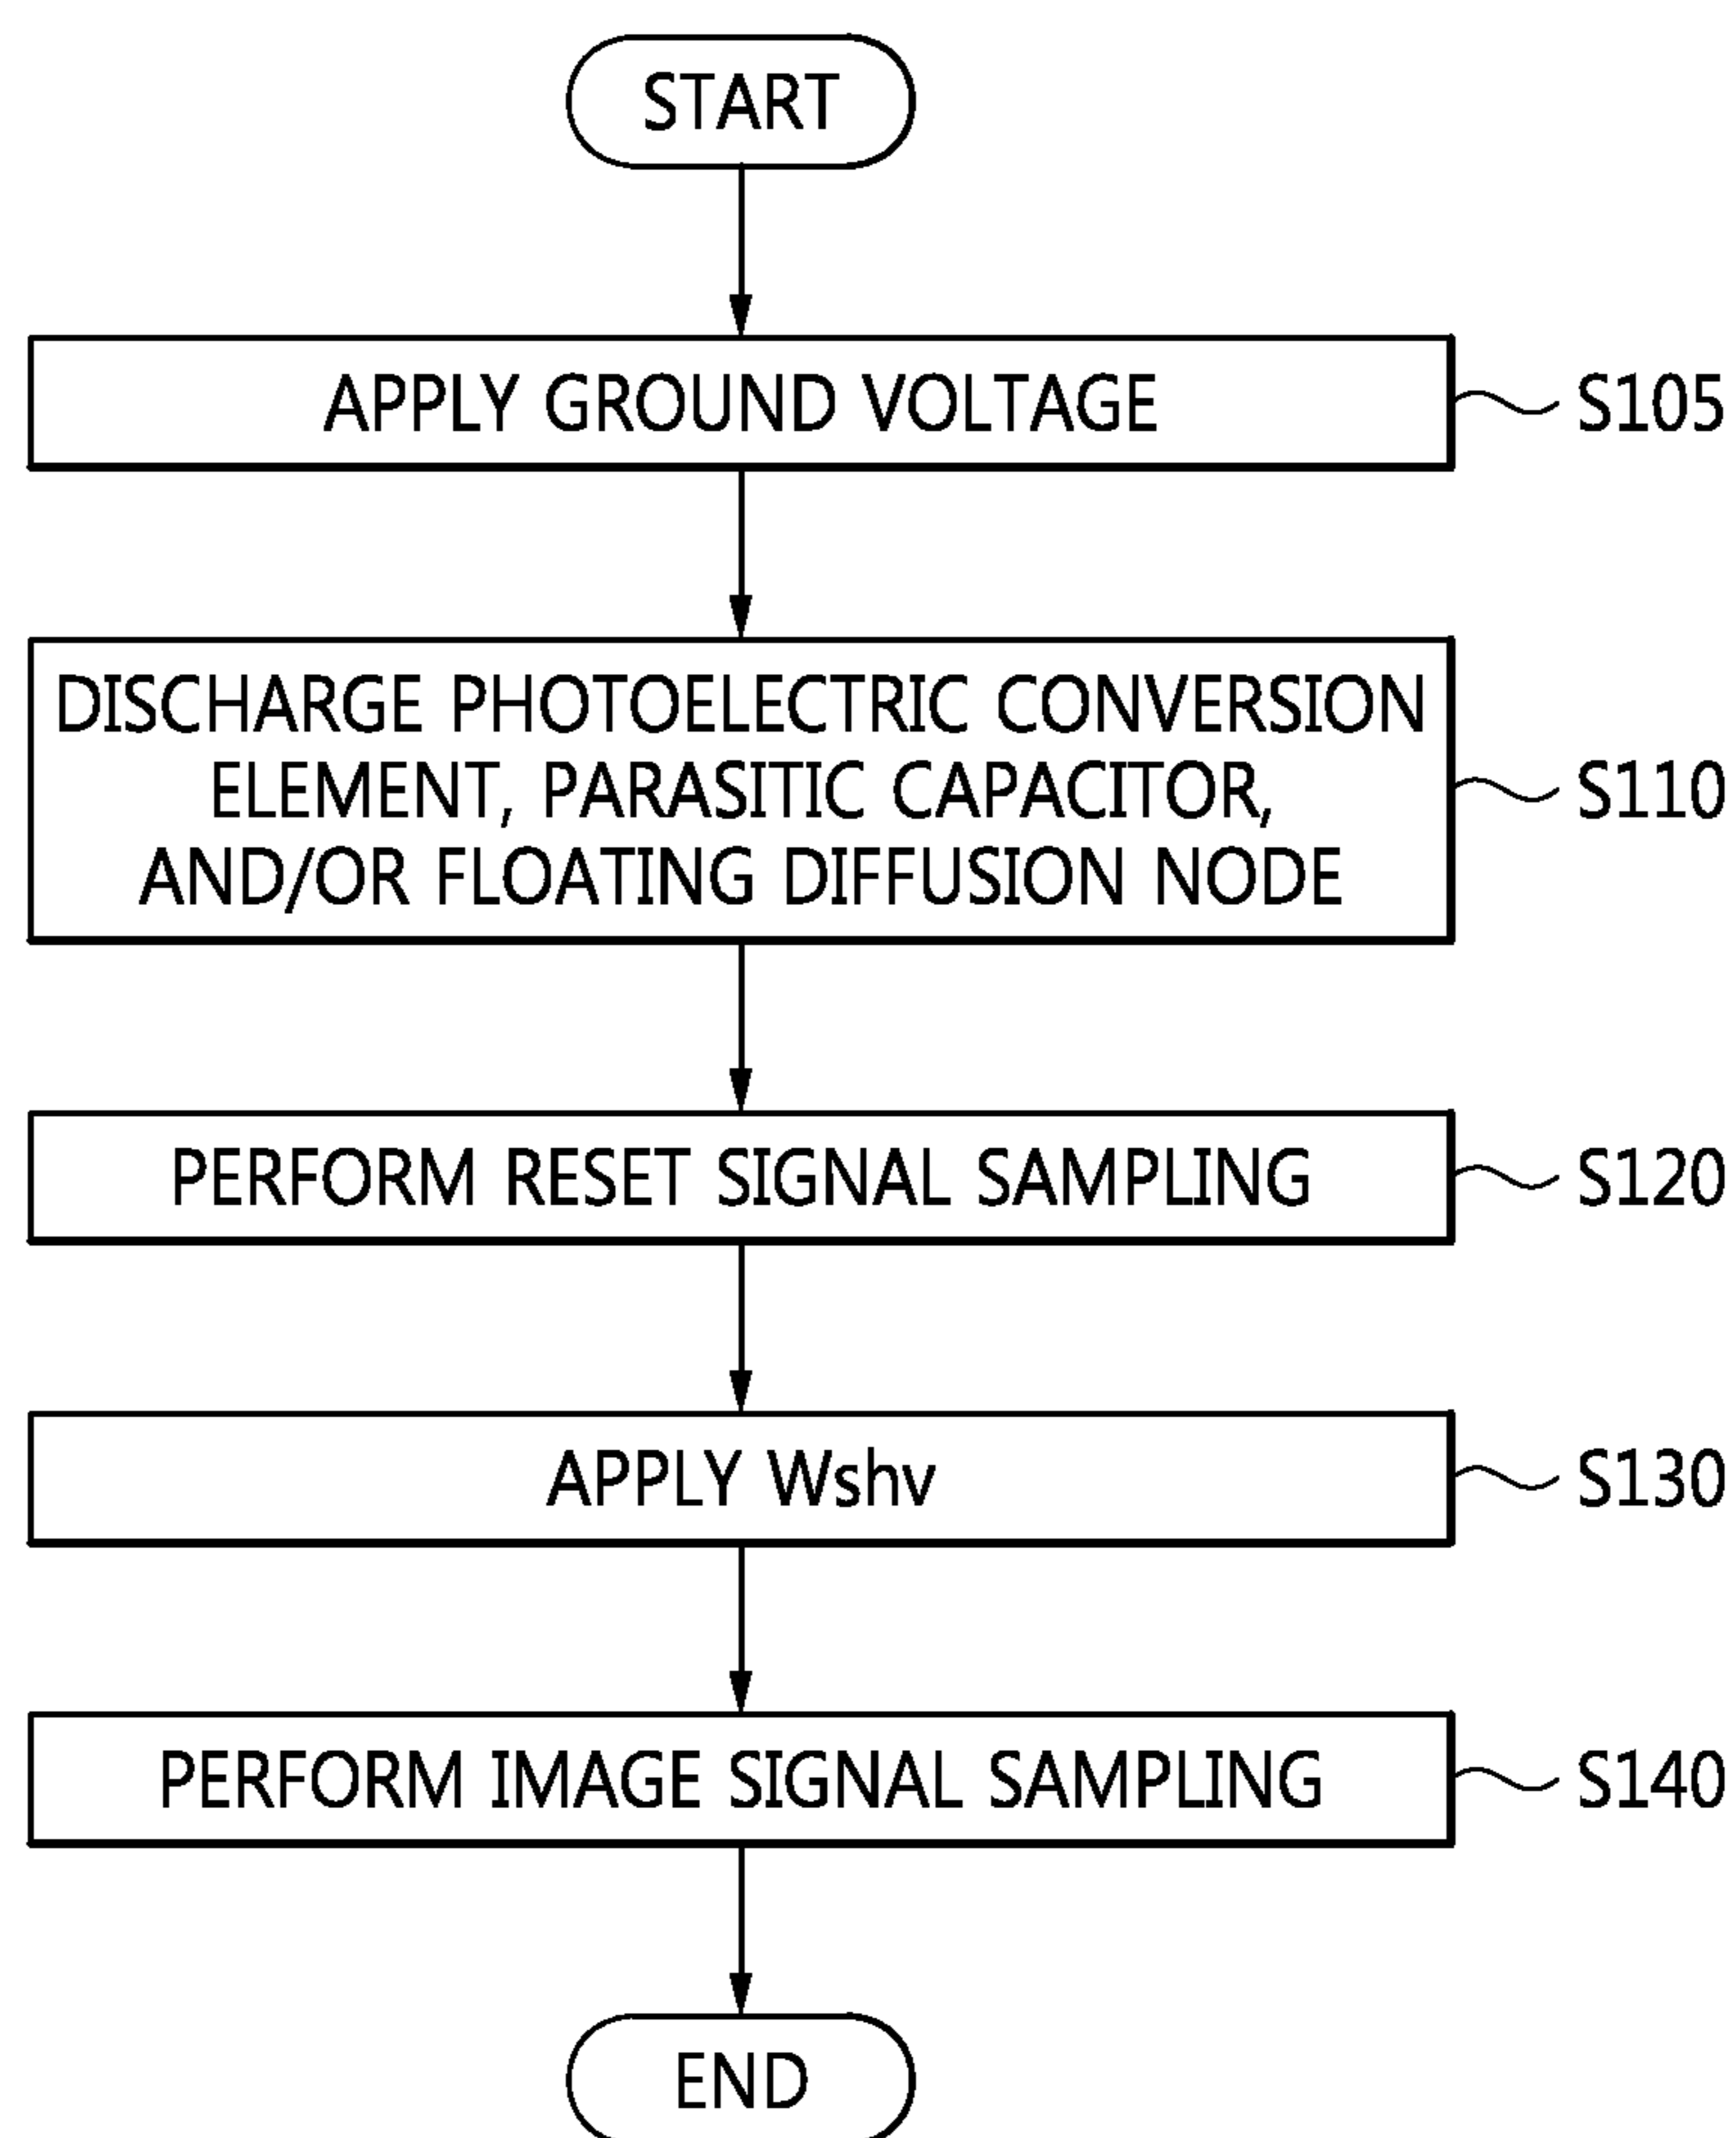 START
APPLY GROUND VOLTAGE
S105
DISCHARGE PHOTOELECTRIC CONVERSION
ELEMENT, PARASITIC CAPACITOR,
AND/OR FLOATING DIFFUSION NODE
S110
PERFORM RESET SIGNAL SAMPLING
S120
APPLY Wshv
S130
PERFORM IMAGE SIGNAL SAMPLING
S140
END